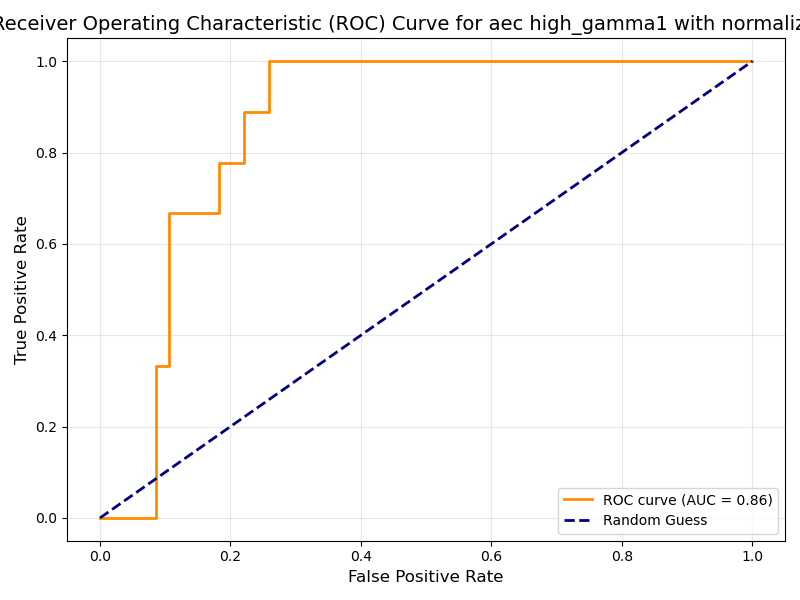 Receiver Operating Characteristic (ROC) Curve for aec high_gamma1 with
1.0
0.8
0.6
0.4
0.2
0.0
True Positive Rate
0.0 0.2 0.4 0.6 0.8 1.0
False Positive Rate
ROC curve (AUC = 0.86)
Random Guess